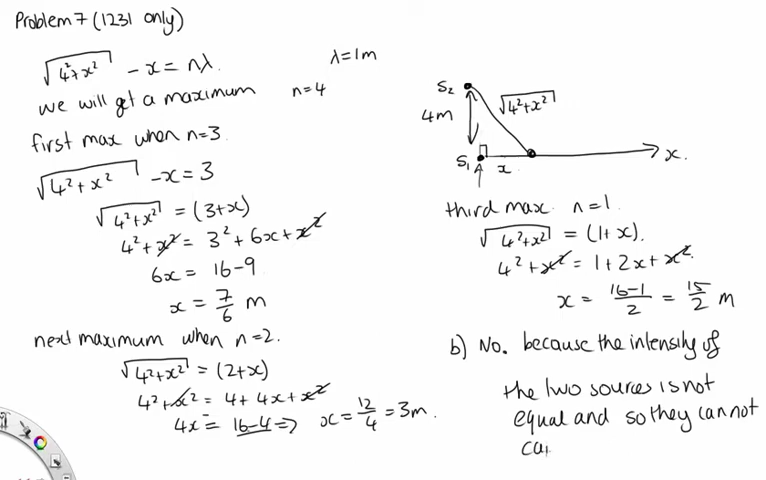 Problem 7 (1231 only)
√(4²+x²) - x = nλ. λ=1m
we will get a maximum n=4
first max when n=3.
√(4²+x²) -x = 3
√(4²+x²) = (3+x)
4²+x² = 3²+6x+x²
6x = 16-9
x = 7/6 m
next maximum when n=2.
√(4²+x²) = (2+x)
4²+x² = 4+4x+x²
4x = 16-4 => x = 12/4 = 3m.
S₂
√(4²+x²)
4m
S₁ A x x.
third max n=1.
√(4²+x²) = (1+x).
4²+x² = 1+2x+x².
x = 16-1/2 = 15/2 m
b) No. because the intensity of
the two sources is not
equal and so they cannot
can